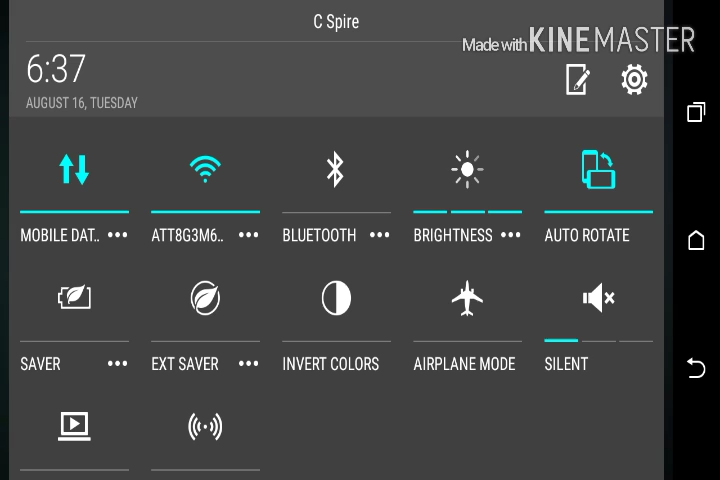 C Spire
Made with KINEMASTER
6:37
AUGUST 16, TUESDAY
MOBILE DAT..
ATT8G3M6..
BLUETOOTH
BRIGHTNESS
AUTO ROTATE
SAVER
EXT SAVER
INVERT COLORS
AIRPLANE MODE
SILENT